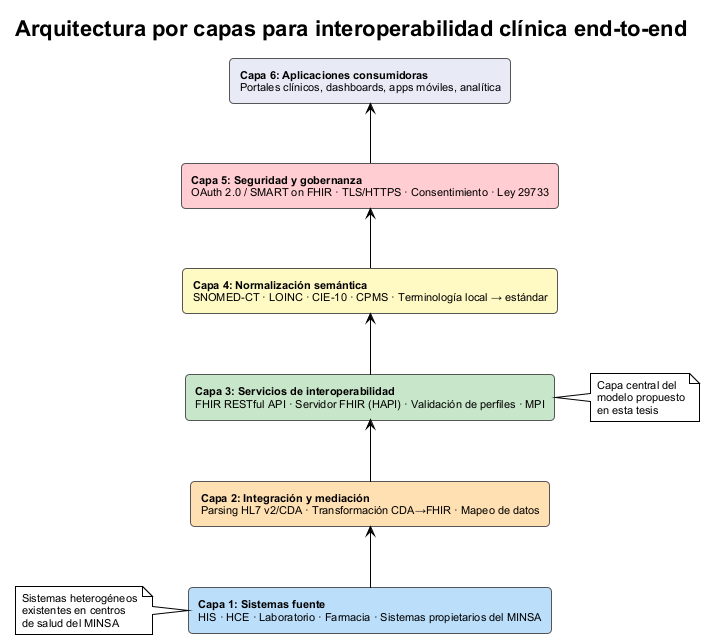 Arquitectura por capas para interoperabilidad clínica end-to-end
Capa 6: Aplicaciones consumidoras
Portales clínicos, dashboards, apps móviles, analítica
Capa 5: Seguridad y gobernanza
OAuth 2.0 / SMART on FHIR · TLS/HTTPS · Consentimiento · Ley 29733
Capa 4: Normalización semántica
SNOMED-CT · LOINC · CIE-10 · CPMS · Terminología local → estándar
Capa 3: Servicios de interoperabilidad
FHIR RESTful API · Servidor FHIR (HAPI) · Validación de perfiles · MPI
Capa central del
modelo propuesto
en esta tesis
Capa 2: Integración y mediación
Parsing HL7 v2/CDA · Transformación CDA→FHIR · Mapeo de datos
Sistemas heterogéneos
existentes en centros
de salud del MINSA
Capa 1: Sistemas fuente
HIS · HCE · Laboratorio · Farmacia · Sistemas propietarios del MINSA